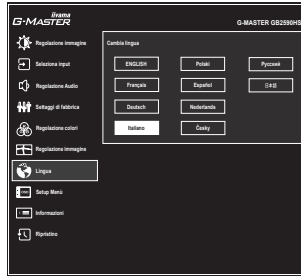 iiyama
G-MASTER
G-MASTER GB2590HS
Regolazione immagine
Seleziona input
Regolazione Audio
Settaggi di fabbrica
Regolazione colori
Regolazione immagine
Lingua
Setup Menù
Informazioni
Ripristino
Cambia lingua
ENGLISH
Polski
Русский
Français
Español
日本語
Deutsch
Nederlands
Italiano
Česky